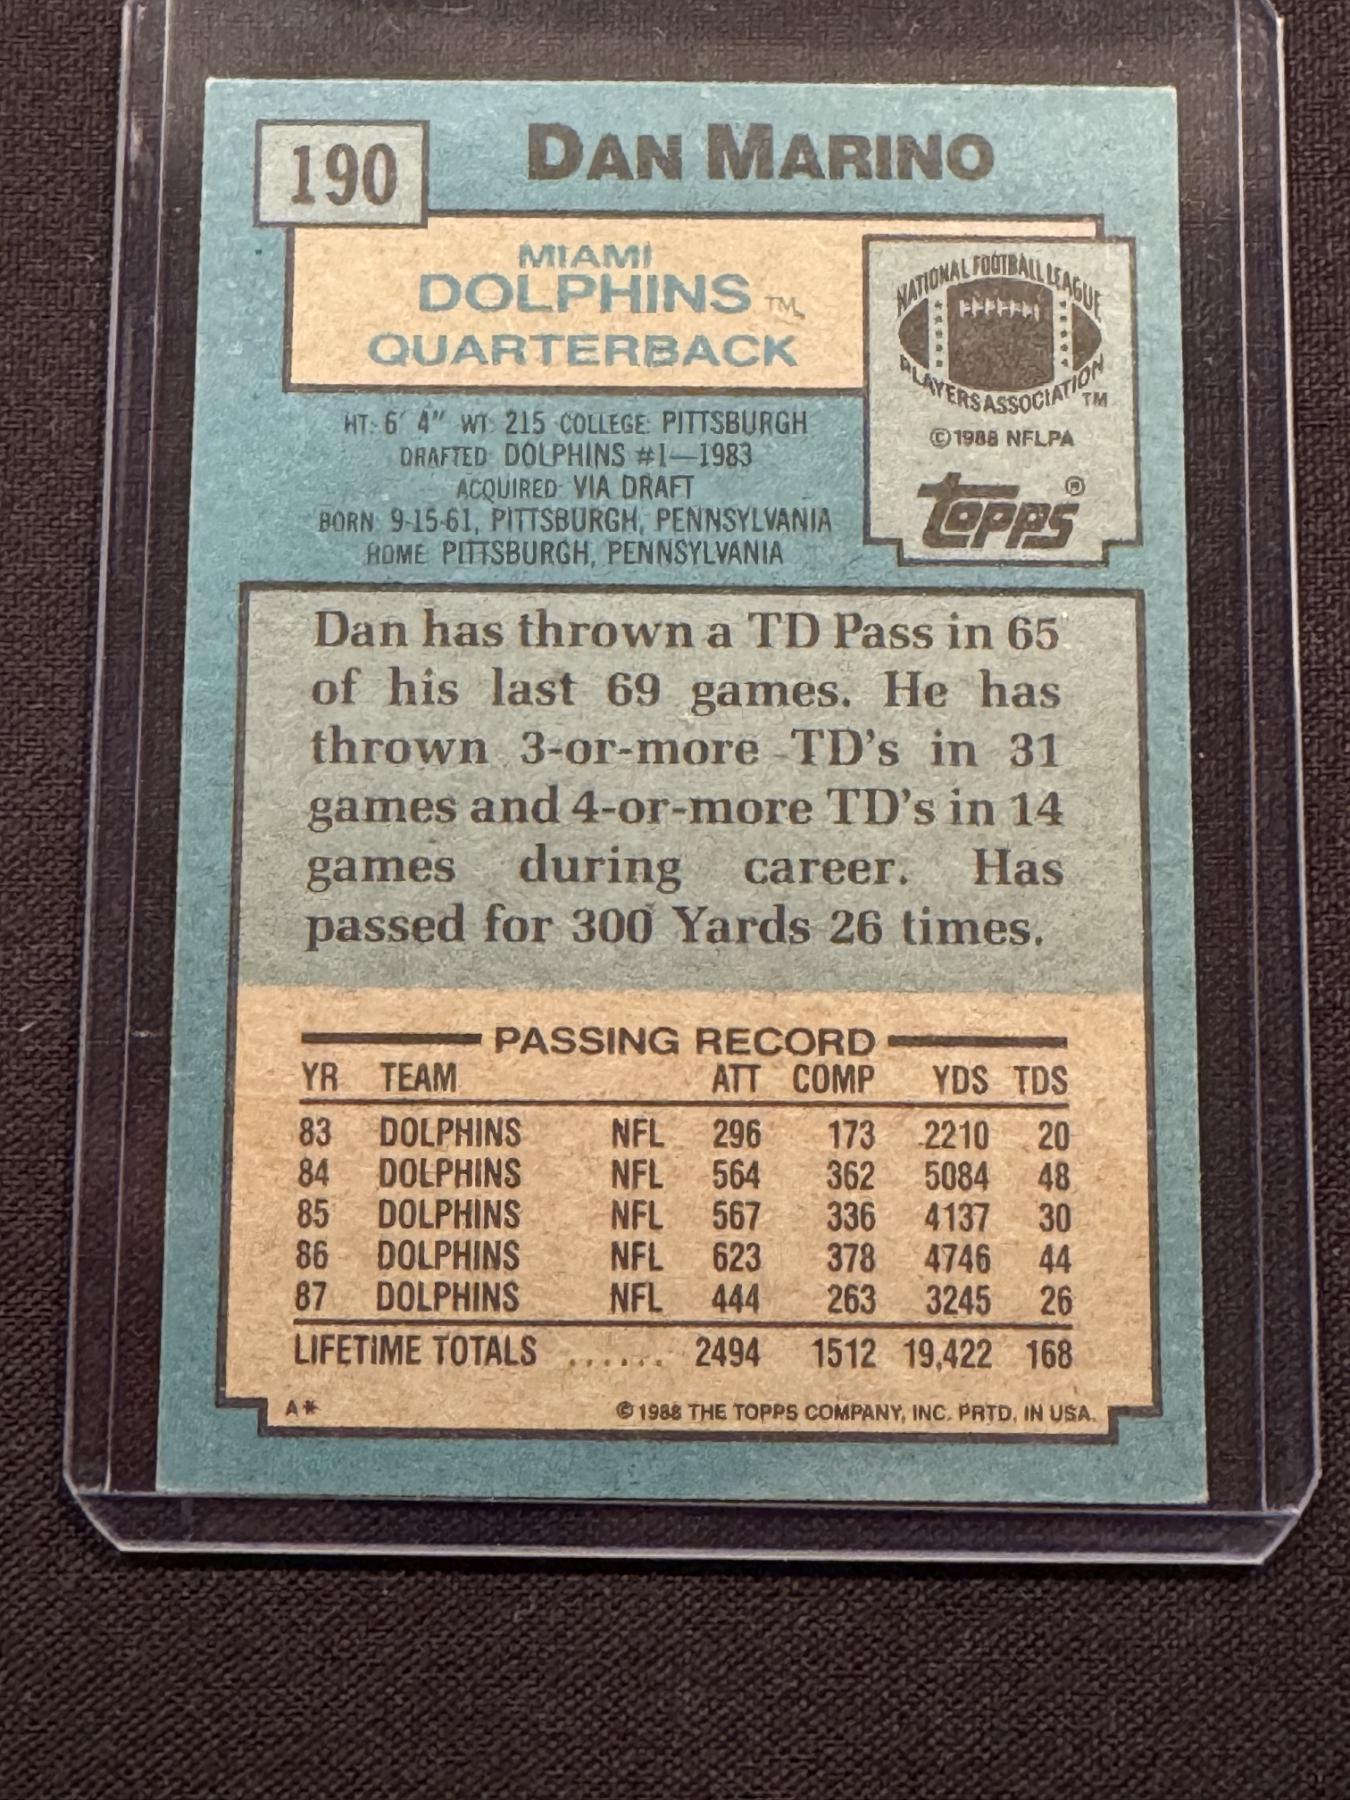 190
DAN MARINO
MIAMI
DOLPHINS TM
QUARTERBACK
NATIONAL FOOTBALL LEAGUE
PLAYERS ASSOCIATION TM
©1988 NFLPA
topps®
HT: 6' 4" WT: 215 COLLEGE: PITTSBURGH
DRAFTED: DOLPHINS #1—1983
ACQUIRED: VIA DRAFT
BORN: 9-15-61, PITTSBURGH, PENNSYLVANIA
HOME: PITTSBURGH, PENNSYLVANIA
Dan has thrown a TD Pass in 65
of his last 69 games. He has
thrown 3-or-more TD's in 31
games and 4-or-more TD's in 14
games during career. Has
passed for 300 Yards 26 times.
PASSING RECORD
YR TEAM ATT COMP YDS TDS
83 DOLPHINS NFL 296 173 2210 20
84 DOLPHINS NFL 564 362 5084 48
85 DOLPHINS NFL 567 336 4137 30
86 DOLPHINS NFL 623 378 4746 44
87 DOLPHINS NFL 444 263 3245 26
LIFETIME TOTALS ...... 2494 1512 19,422 168
A* ©1988 THE TOPPS COMPANY, INC. PRTD. IN USA.